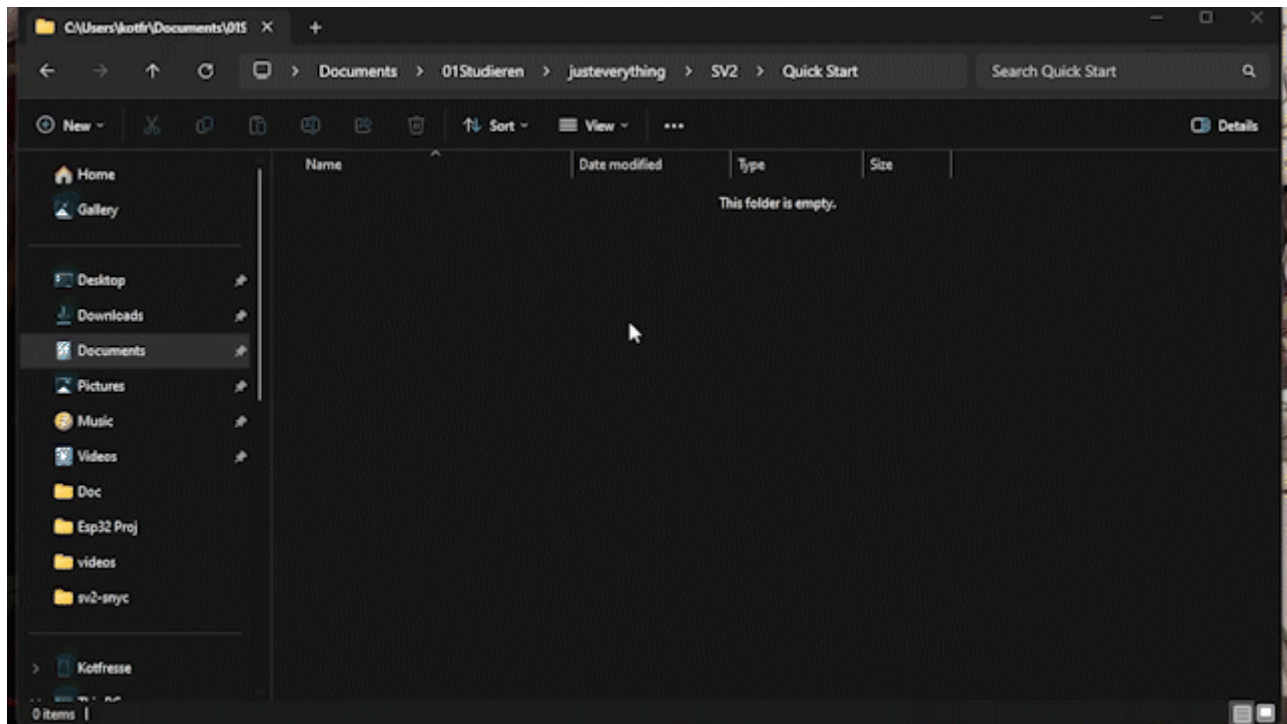 C:\Users\kotfr\Documents\01S
Documents > 01Studieren > justeverything > SV2 > Quick Start
Search Quick Start
New
Sort
View
Details
Name
Date modified
Type
Size
This folder is empty.
Home
Gallery
Desktop
Downloads
Documents
Pictures
Music
Videos
Doc
Esp32 Proj
videos
sv2-snyc
Kotfresse
0 items